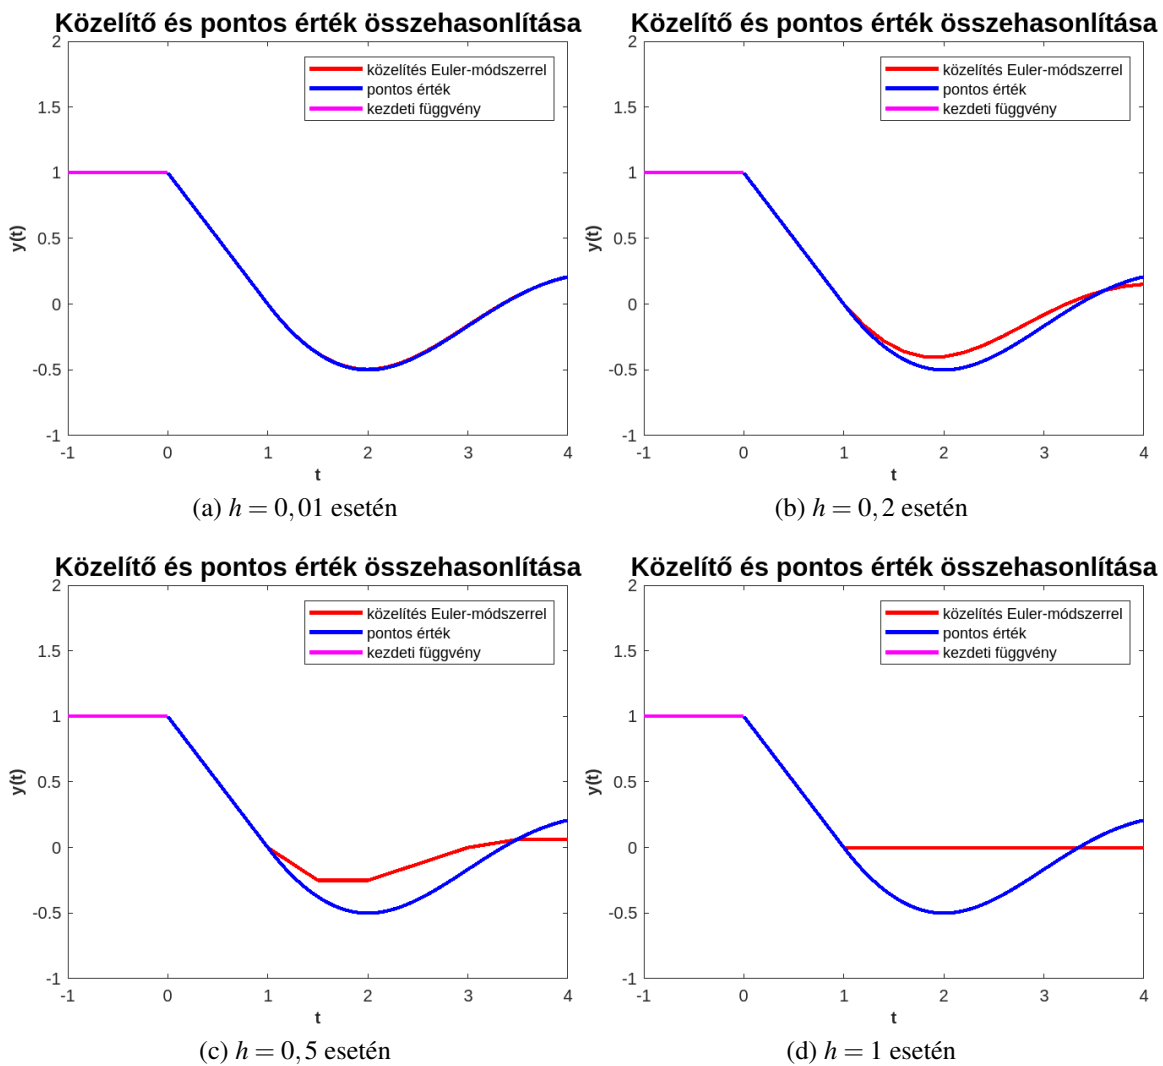 Közelítő és pontos érték összehasonlítása
2
1.5
1
0.5
0
-0.5
-1
y(t)
közelítés Euler-módszerrel
pontos érték
kezdeti függvény
-1 0 1 2 3 4
t
(a) h = 0,01 esetén
Közelítő és pontos érték összehasonlítása
2
1.5
1
0.5
0
-0.5
-1
y(t)
közelítés Euler-módszerrel
pontos érték
kezdeti függvény
-1 0 1 2 3 4
t
(b) h = 0,2 esetén
Közelítő és pontos érték összehasonlítása
2
1.5
1
0.5
0
-0.5
-1
y(t)
közelítés Euler-módszerrel
pontos érték
kezdeti függvény
-1 0 1 2 3 4
t
(c) h = 0,5 esetén
Közelítő és pontos érték összehasonlítása
2
1.5
1
0.5
0
-0.5
-1
y(t)
közelítés Euler-módszerrel
pontos érték
kezdeti függvény
-1 0 1 2 3 4
t
(d) h = 1 esetén